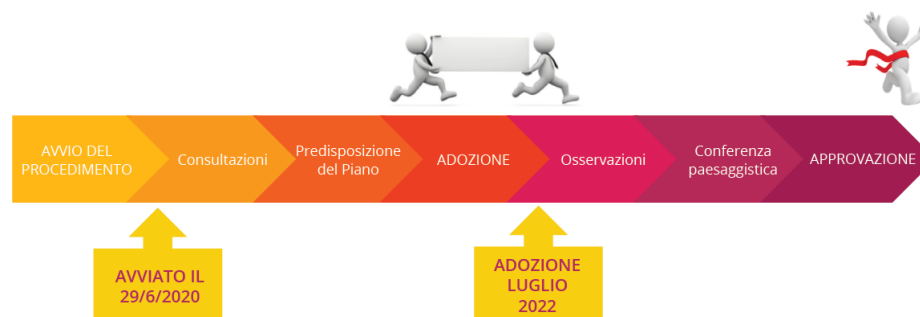 AVVIO DEL
PROCEDIMENTO
Consultazioni
Predisposizione
del Piano
ADOZIONE
Osservazioni
Conferenza
paesaggistica
APPROVAZIONE
AVVIATO IL
29/6/2020
ADOZIONE
LUGLIO
2022